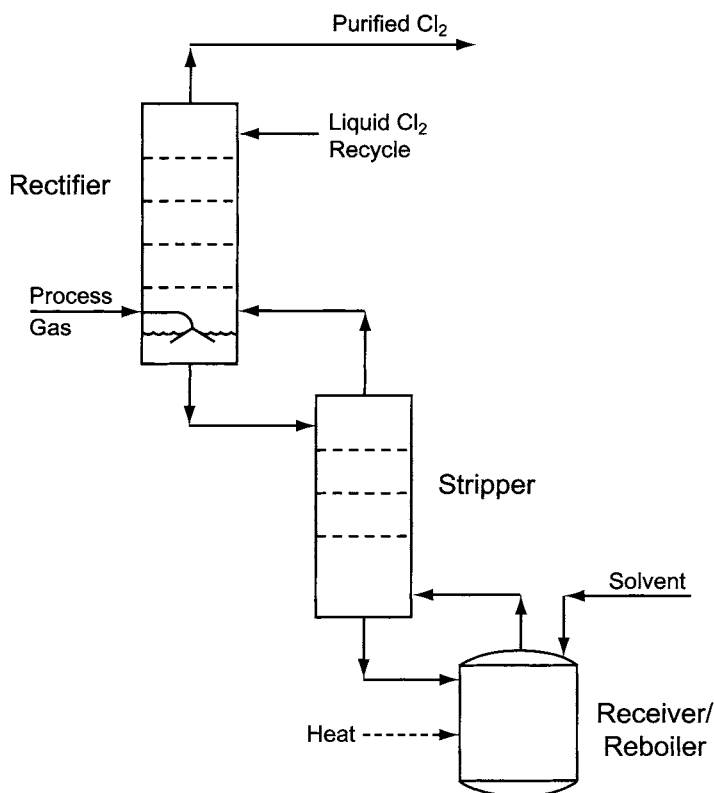 Purified Cl₂
Liquid Cl₂
Recycle
Rectifier
Process
Gas
Stripper
Solvent
Receiver/
Reboiler
Heat